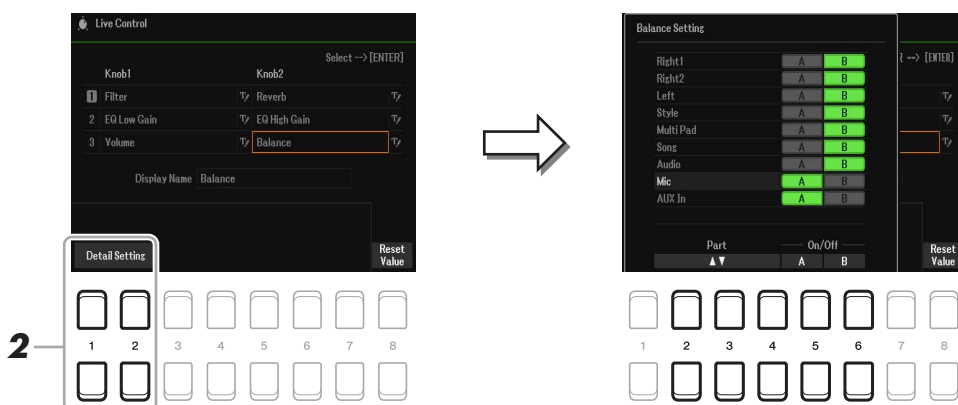 Live Control
Select --> [ENTER]
Knob1 Knob2
1 Filter Reverb
2 EQ Low Gain EQ High Gain
3 Volume Balance
Display Name Balance
Detail Setting
Reset
Value
2
1 2 3 4 5 6 7 8
Balance Setting
--> [ENTER]
Right1 A B
Right2 A B
Left A B
Style A B
Multi Pad A B
Song A B
Audio A B
Mic A B
AUX In A B
Part On/Off
▲▼ A B
Reset
Value
1 2 3 4 5 6 7 8